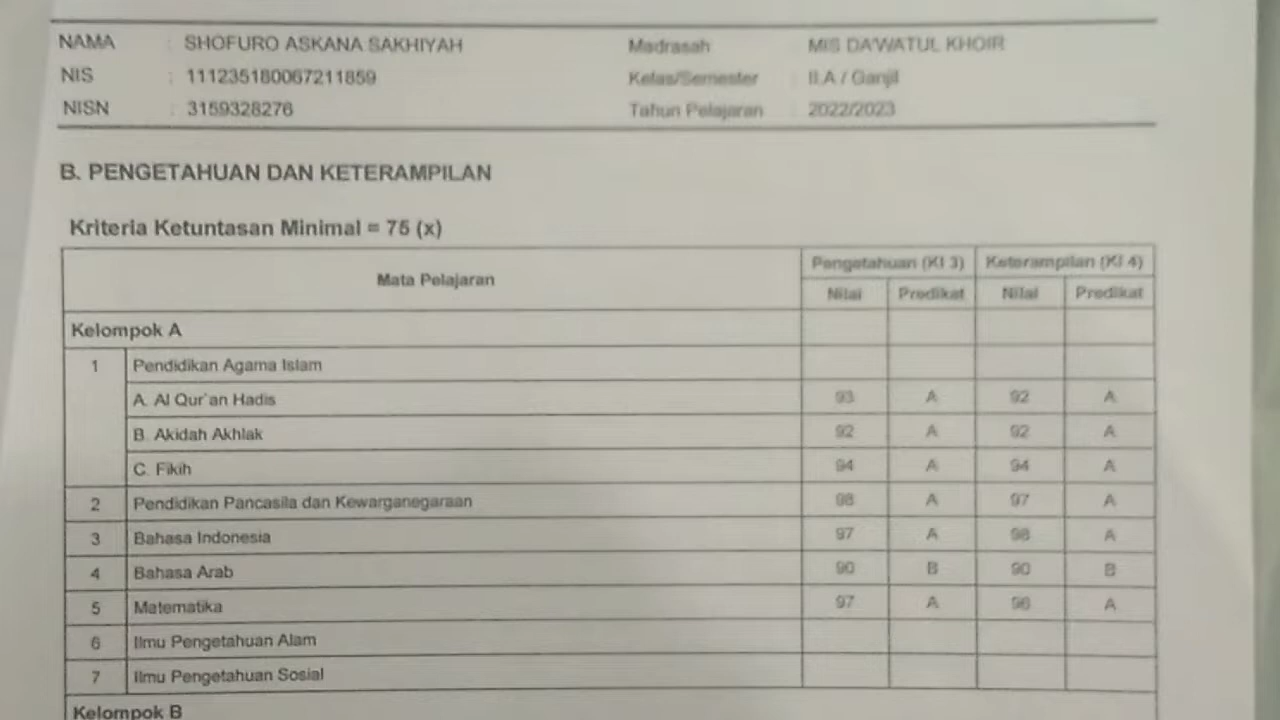 NAMA : SHOFURO ASKANA SAKHIYAH Madrasah : MIS DA'WATUL KHOIR
NIS : 111235180067211859 Kelas/Semester : II.A / Ganjil
NISN : 3159328276 Tahun Pelajaran : 2022/2023
B. PENGETAHUAN DAN KETERAMPILAN
Kriteria Ketuntasan Minimal = 75 (x)
Mata Pelajaran Pengetahuan (KI 3) Keterampilan (KI 4)
Nilai Predikat Nilai Predikat
Kelompok A
1 Pendidikan Agama Islam
A. Al Qur'an Hadis 93 A 92 A
B. Akidah Akhlak 92 A 92 A
C. Fikih 94 A 94 A
2 Pendidikan Pancasila dan Kewarganegaraan 98 A 97 A
3 Bahasa Indonesia 97 A 98 A
4 Bahasa Arab 90 B 90 B
5 Matematika 97 A A
6 Ilmu Pengetahuan Alam
7 Ilmu Pengetahuan Sosial
Kelompok B